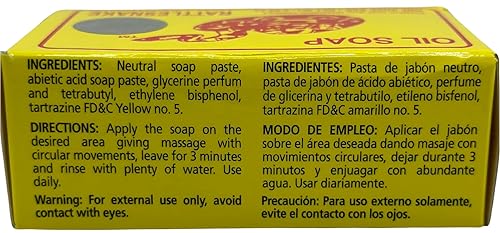 OIL SOAP
RATTLESNAKE
TM
INGREDIENTS: Neutral soap paste,
abietic acid soap paste, glycerine perfum
and tetrabutyl, ethylene bisphenol,
tartrazine FD&C Yellow no. 5.
DIRECTIONS: Apply the soap on the
desired area giving massage with
circular movements, leave for 3 minutes
and rinse with plenty of water. Use
daily.
Warning: For external use only, avoid
contact with eyes.
INGREDIENTES: Pasta de jabón neutro,
pasta de jabón de ácido abiético, perfume
de glicerina y tetrabutilo, etileno bisfenol,
tartrazina FD&C amarillo no. 5.
MODO DE EMPLEO: Aplicar el jabón
sobre el área deseada dando masaje con
movimientos circulares, dejar durante 3
minutos y enjuagar con abundante
agua. Usar diariamente.
Precaución: Para uso externo solamente,
evite el contacto con los ojos.